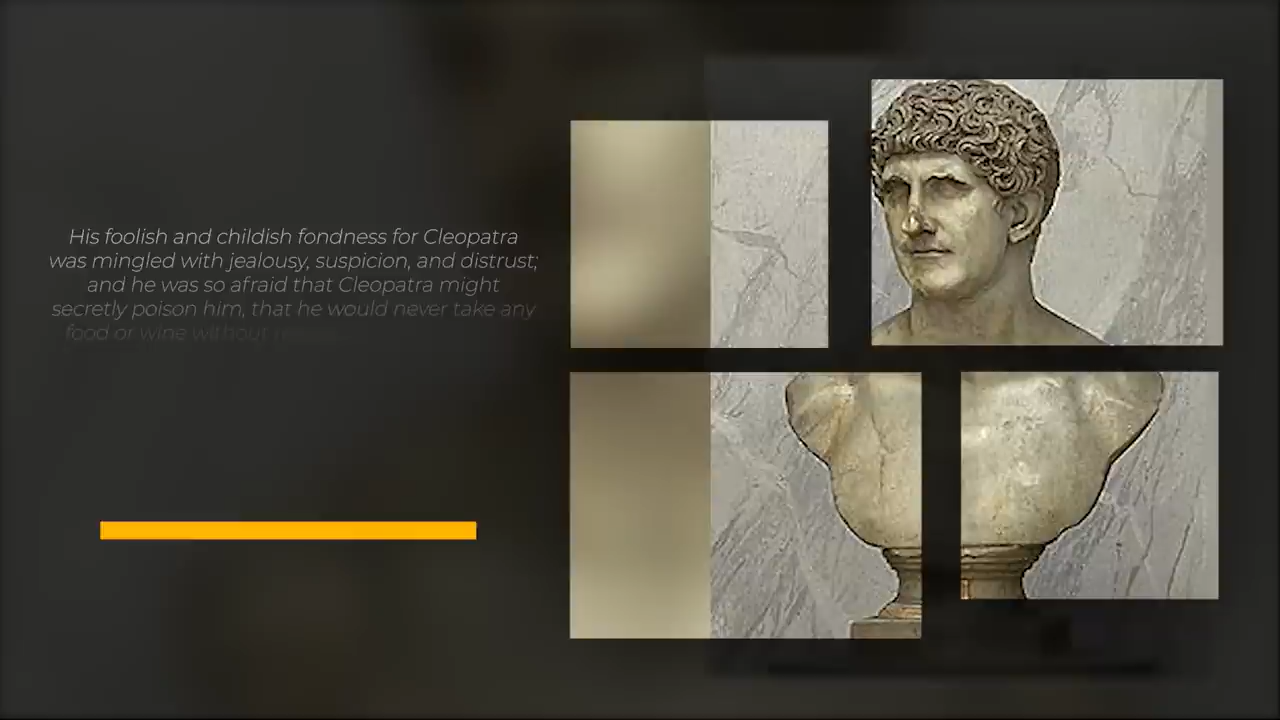 His foolish and childish fondness for Cleopatra
was mingled with jealousy, suspicion, and distrust;
and he was so afraid that Cleopatra might
secretly poison him, that he would never take any
food or wine without